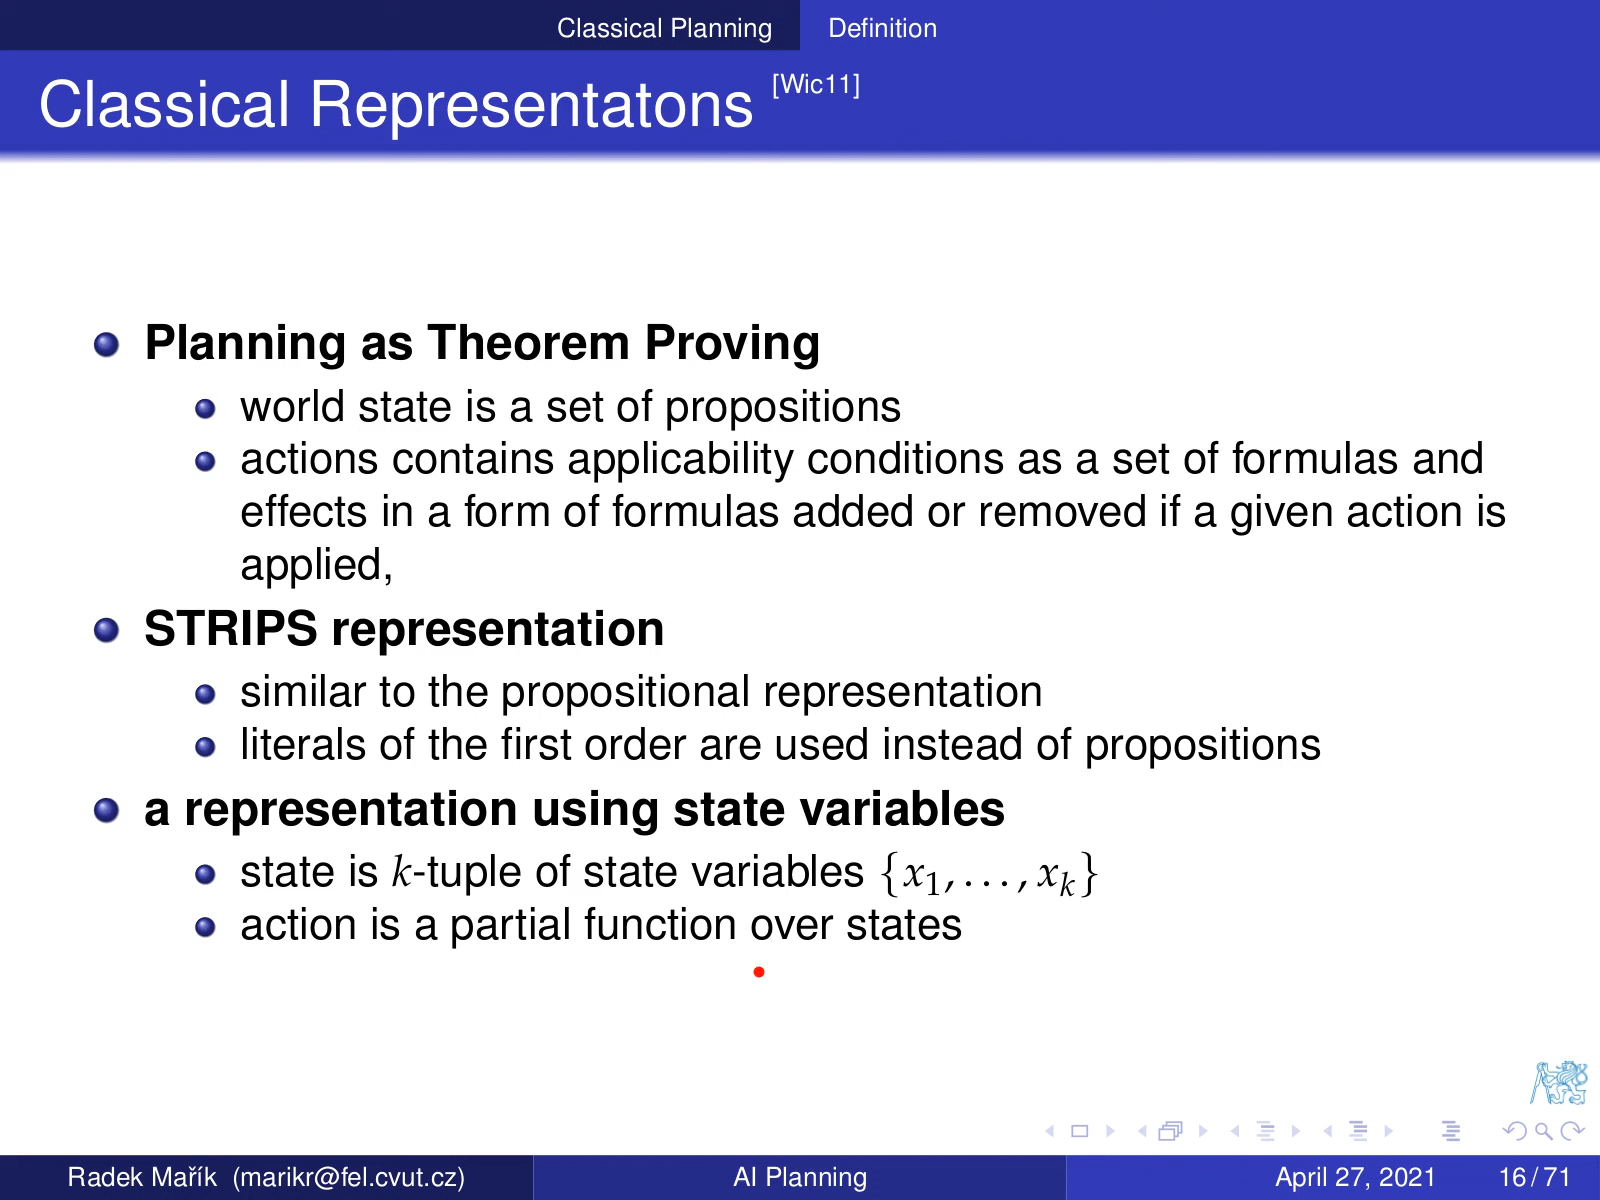 Classical Planning Definition
Classical Representatons [Wic11]
Planning as Theorem Proving
world state is a set of propositions
actions contains applicability conditions as a set of formulas and
effects in a form of formulas added or removed if a given action is
applied,
STRIPS representation
similar to the propositional representation
literals of the first order are used instead of propositions
a representation using state variables
state is k-tuple of state variables {x₁, . . . , xₖ}
action is a partial function over states
Radek Mařík (marikr@fel.cvut.cz) AI Planning April 27, 2021 16 / 71